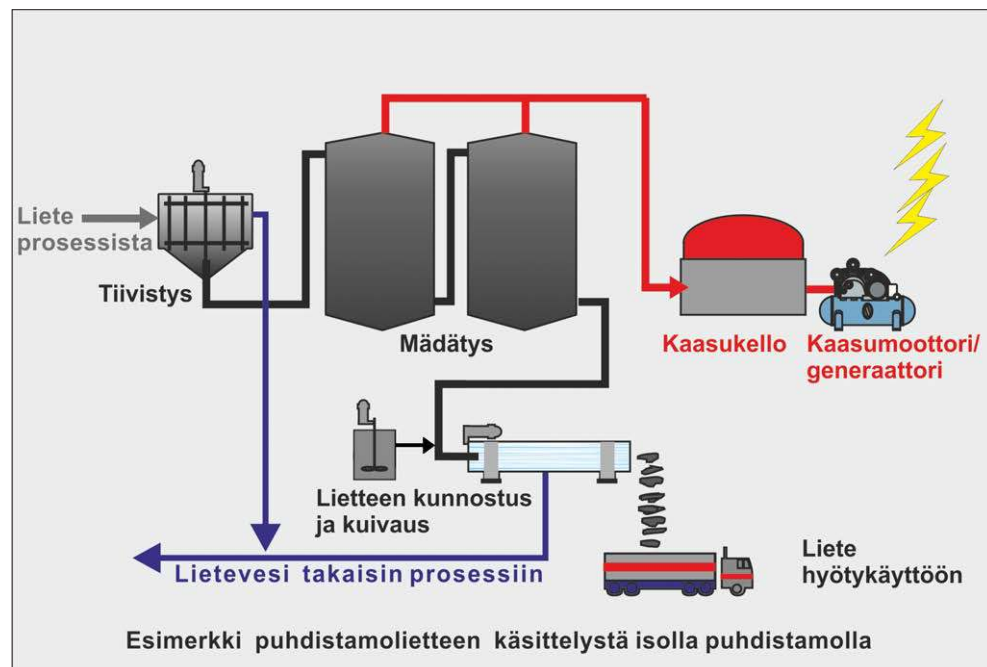 Liete
prosessista
Tiivistys
Mädätys
Kaasukello
Kaasumoottori/
generaattori
Lietteen kunnostus
ja kuivaus
Lietevesi takaisin prosessiin
Liete
hyötykäyttöön
Esimerkki puhdistamolietteen käsittelystä isolla puhdistamolla